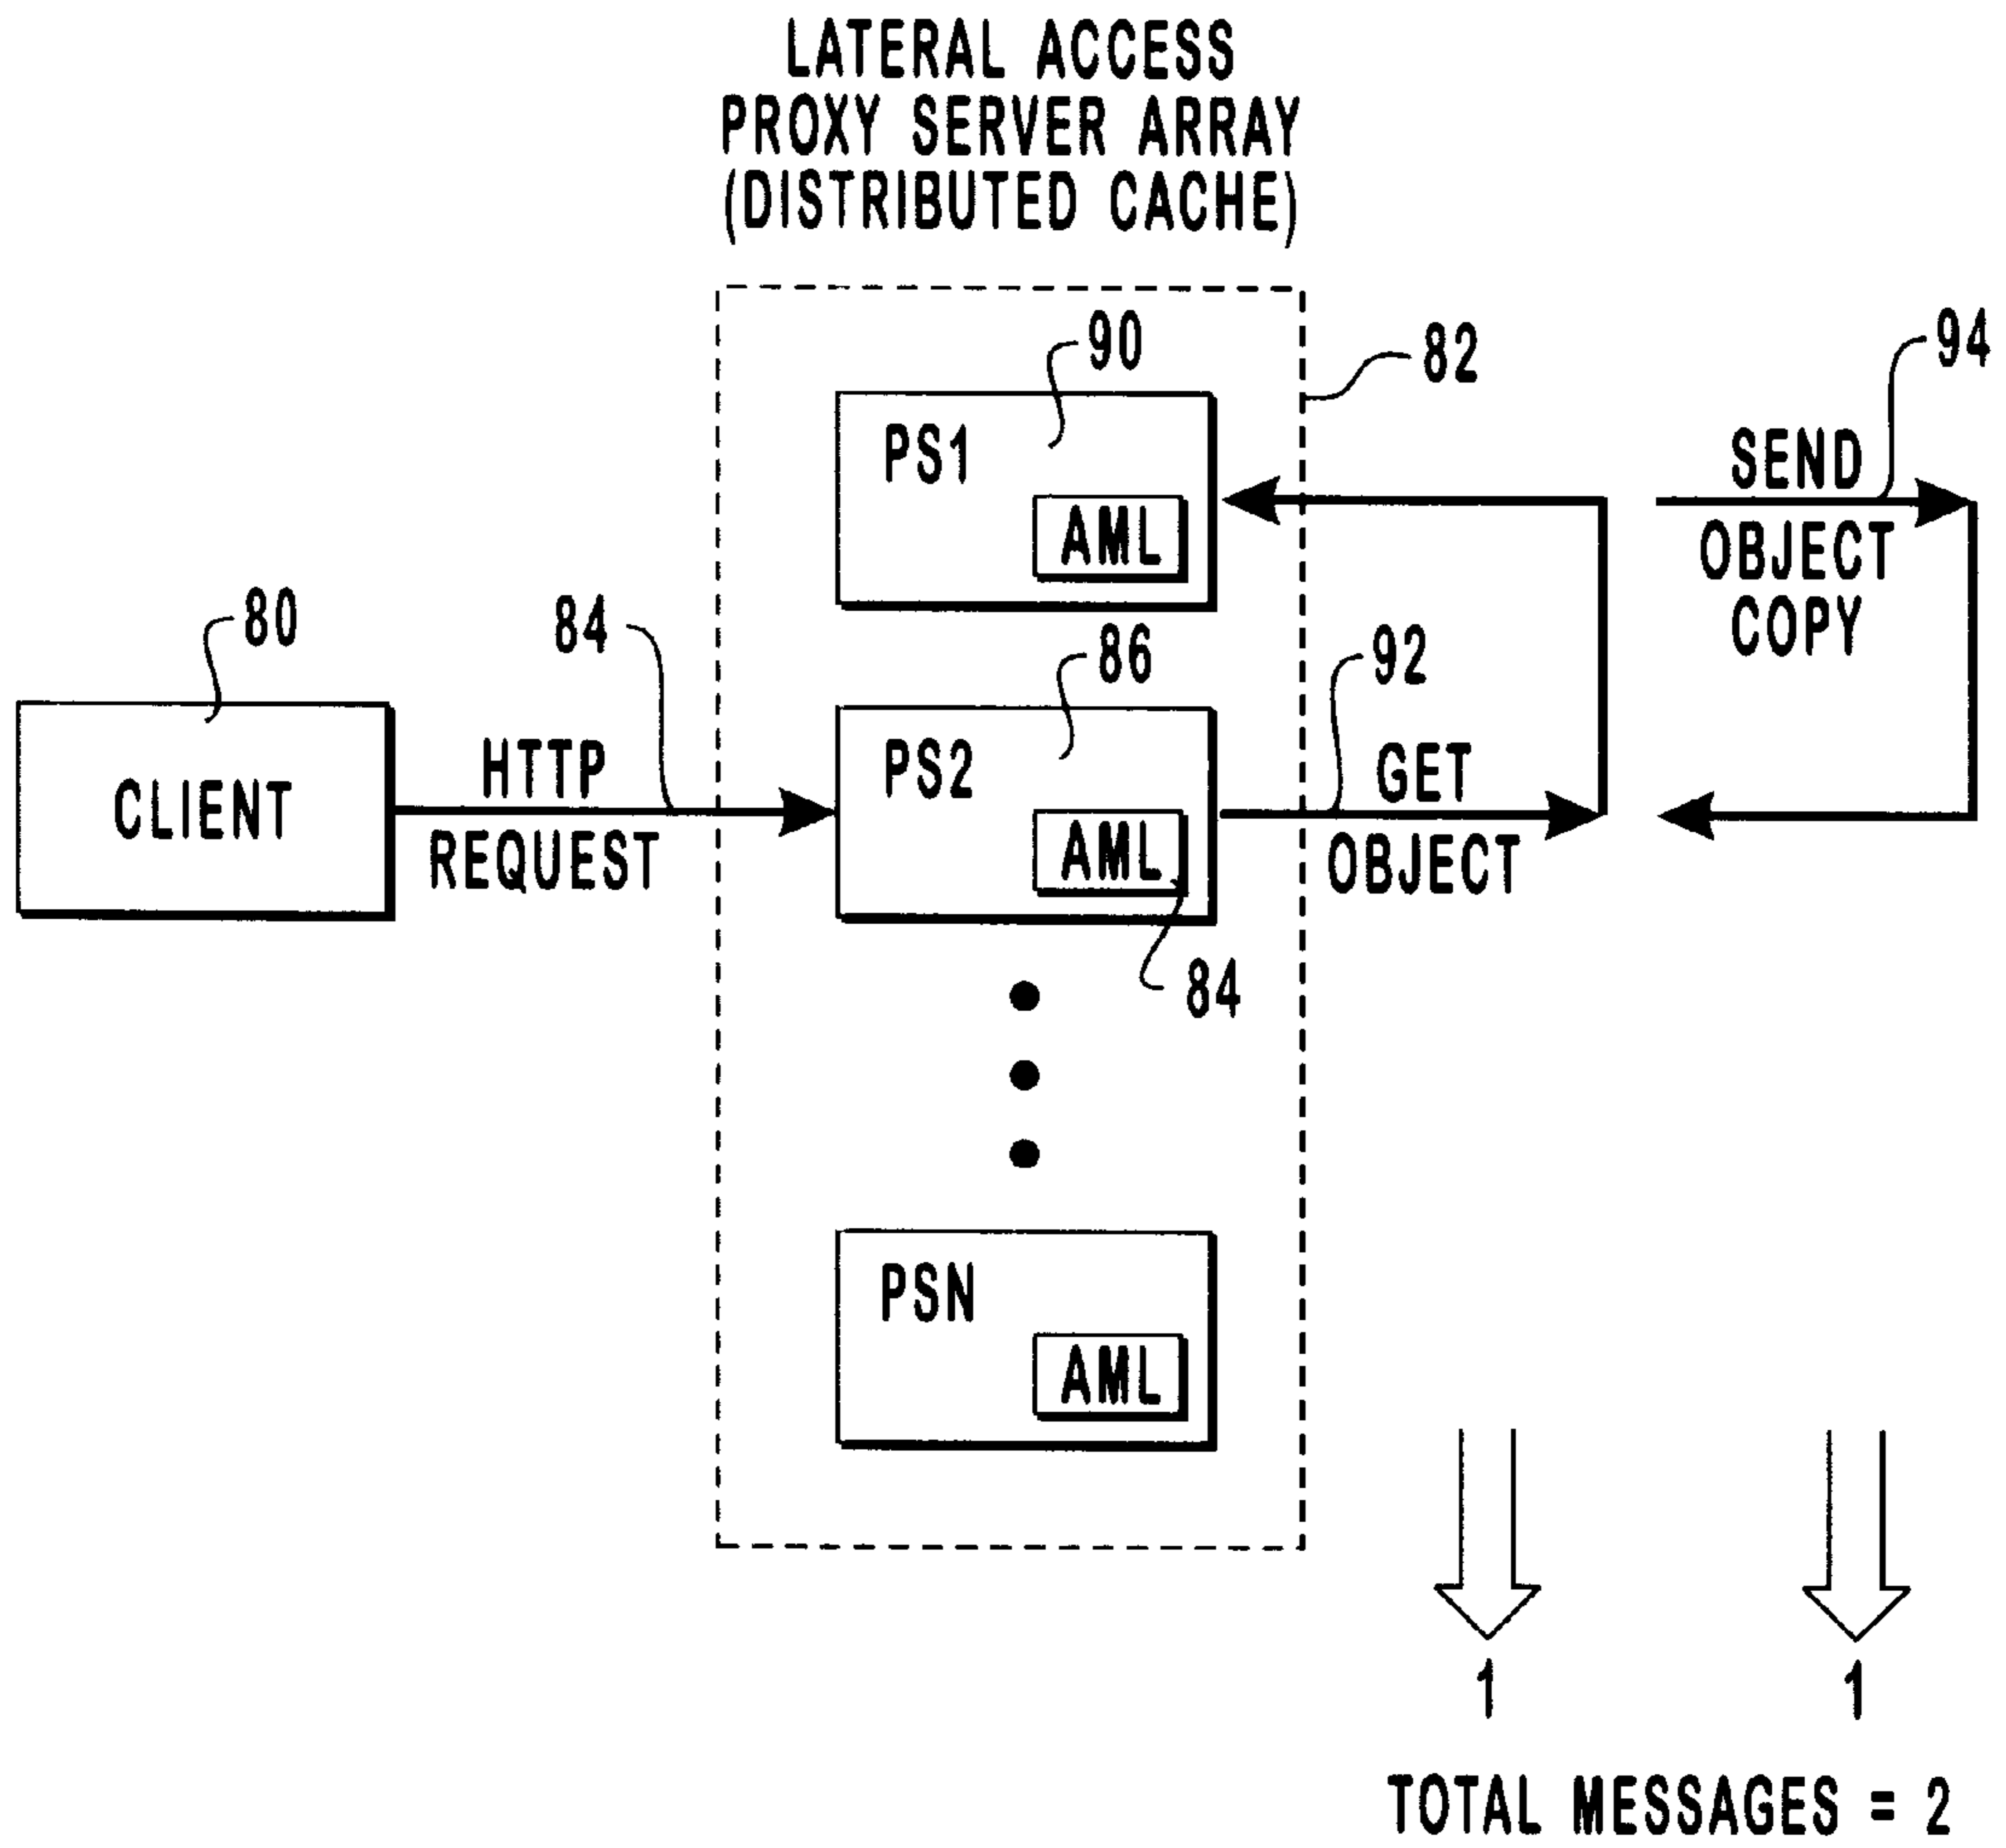 LATERAL ACCESS
PROXY SERVER ARRAY
(DISTRIBUTED CACHE)
90
82
94
PS1
SEND
AML
OBJECT
COPY
80
84
86
92
CLIENT
HTTP
REQUEST
PS2
GET
AML
OBJECT
84
PSN
AML
1
1
TOTAL MESSAGES = 2